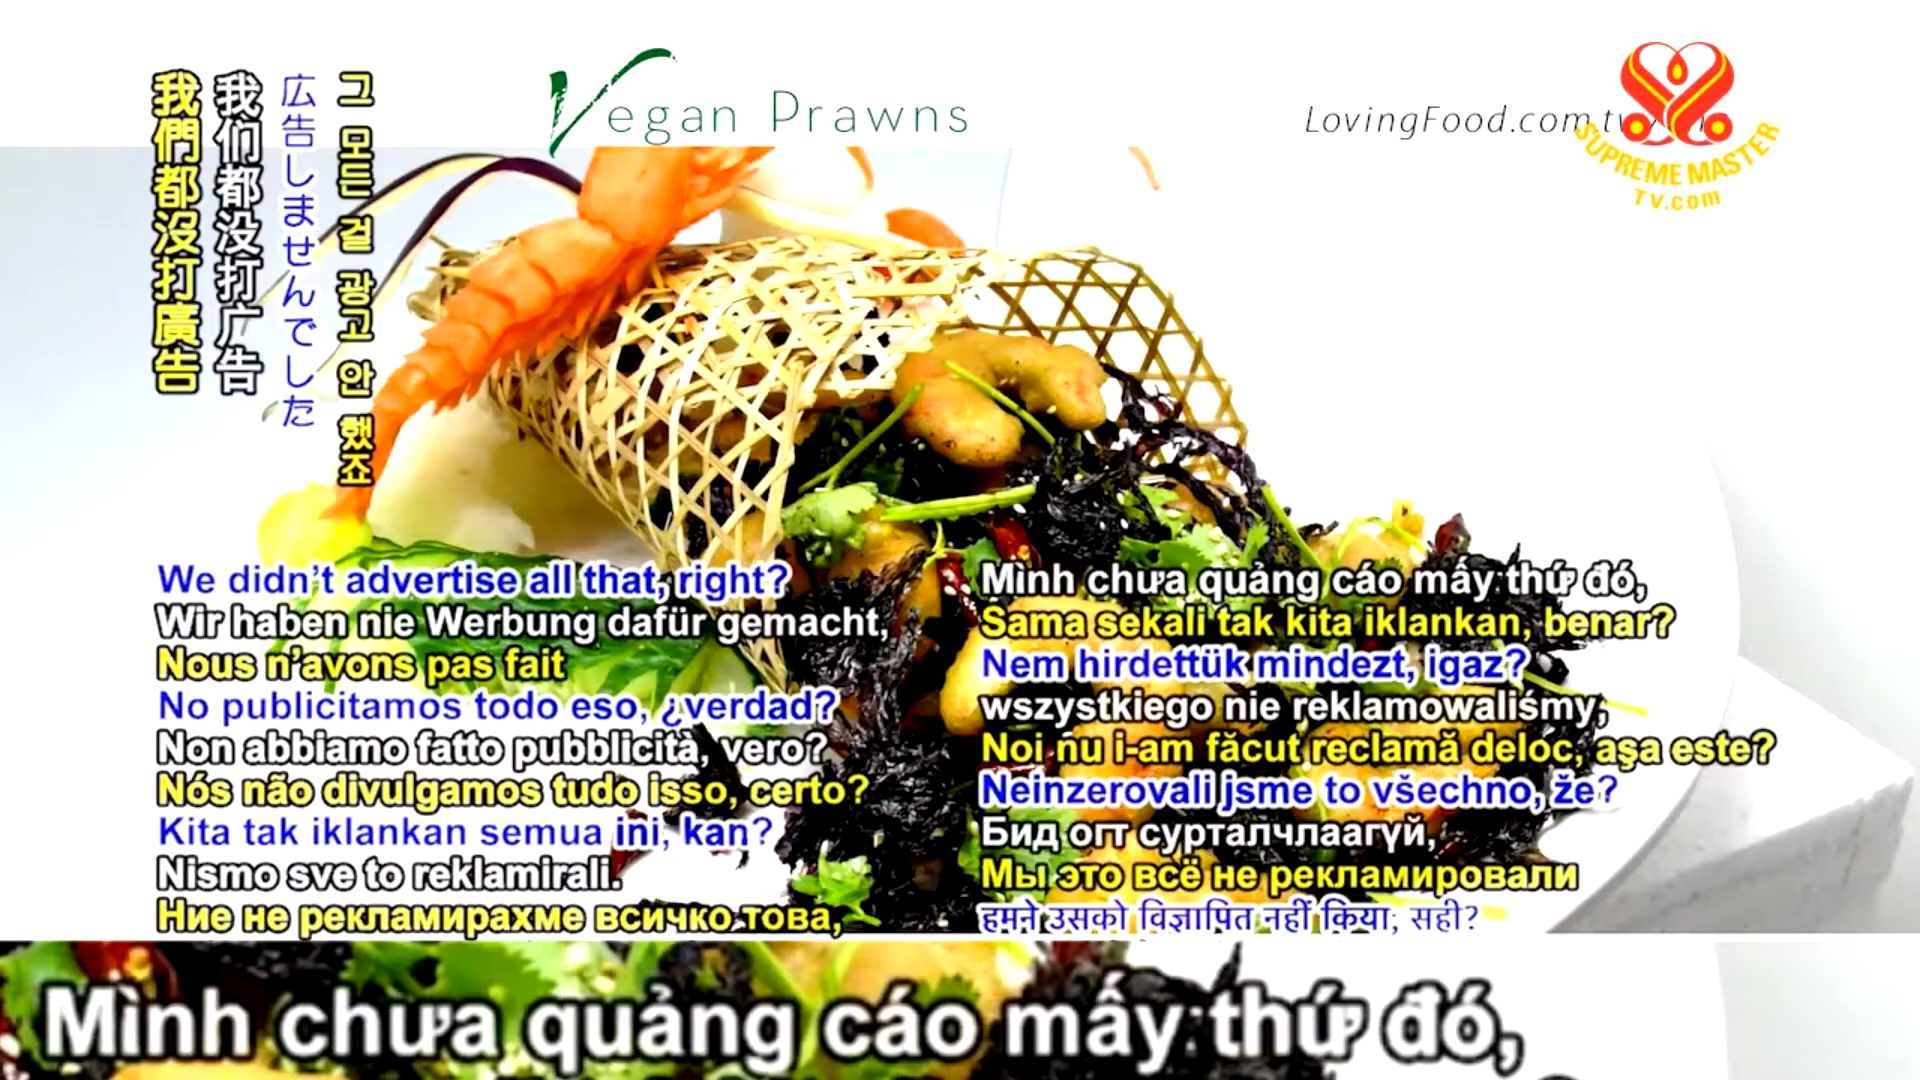 Vegan Prawns
LovingFood.com.tw
SUPREME MASTER
TV.com
그 모든 걸 광고 안 했죠
広告しませんでした
我们都没打广告
我們都沒打廣告
We didn't advertise all that, right?
Wir haben nie Werbung dafür gemacht,
Nous n'avons pas fait
No publicitamos todo eso, ¿verdad?
Non abbiamo fatto pubblicità, vero?
Nós não divulgamos tudo isso, certo?
Kita tak iklankan semua ini, kan?
Nismo sve to reklamirali.
Ние не рекламирахме всичко това,
Mình chưa quảng cáo mấy thứ đó,
Sama sekali tak kita iklankan, benar?
Nem hirdettük mindezt, igaz?
wszystkiego nie reklamowaliśmy,
Noi nu i-am făcut reclamă deloc, aşa este?
Neinzerovali jsme to všechno, že?
Бид огт сурталчлаагүй,
Мы это всё не рекламировали
हमने उसको विज्ञापित नहीं किया, सही?
Mình chưa quảng cáo mấy thứ đó,